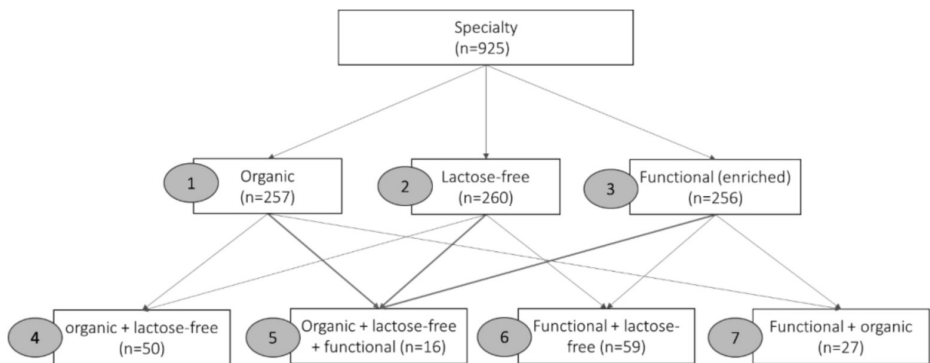 Specialty
(n=925)
1
Organic
(n=257)
2
Lactose-free
(n=260)
3
Functional (enriched)
(n=256)
4
organic + lactose-free
(n=50)
5
Organic + lactose-free
+ functional (n=16)
6
Functional + lactose-
free (n=59)
7
Functional + organic
(n=27)